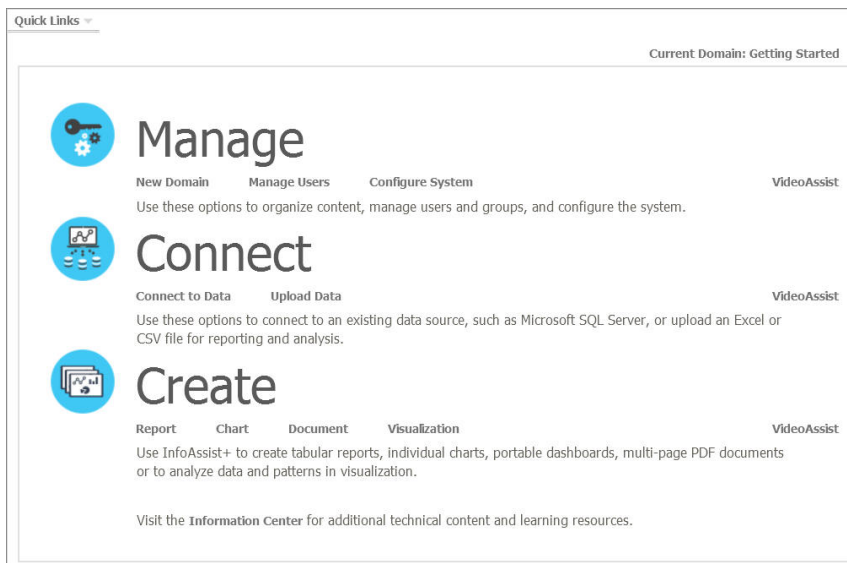 Quick Links
Current Domain: Getting Started
Manage
New Domain Manage Users Configure System VideoAssist
Use these options to organize content, manage users and groups, and configure the system.
Connect
Connect to Data Upload Data VideoAssist
Use these options to connect to an existing data source, such as Microsoft SQL Server, or upload an Excel or
CSV file for reporting and analysis.
Create
Report Chart Document Visualization VideoAssist
Use InfoAssist+ to create tabular reports, individual charts, portable dashboards, multi-page PDF documents
or to analyze data and patterns in visualization.
Visit the Information Center for additional technical content and learning resources.